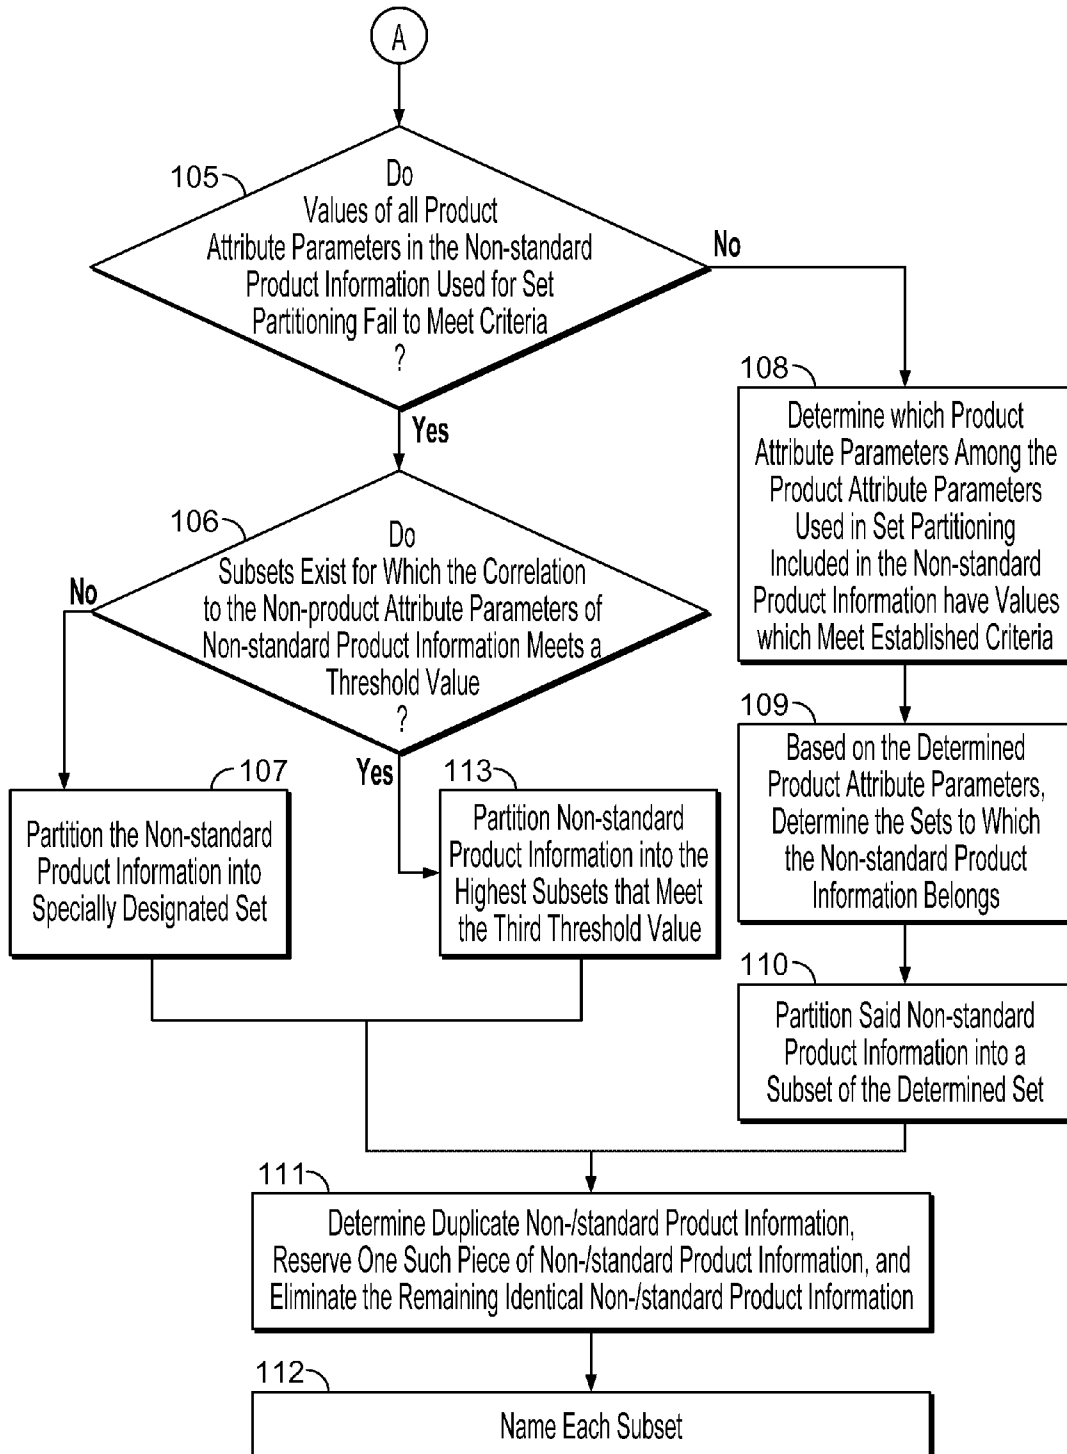 A
105
Do
Values of all Product
Attribute Parameters in the Non-standard
Product Information Used for Set
Partitioning Fail to Meet Criteria
?
No
Yes
108
Determine which Product
Attribute Parameters Among the
Product Attribute Parameters
Used in Set Partitioning
Included in the Non-standard
Product Information have Values
which Meet Established Criteria
106
Do
Subsets Exist for Which the Correlation
to the Non-product Attribute Parameters of
Non-standard Product Information Meets a
Threshold Value
?
No
Yes
109
Based on the Determined
Product Attribute Parameters,
Determine the Sets to Which
the Non-standard Product
Information Belongs
107
Partition the Non-standard
Product Information into
Specially Designated Set
113
Partition Non-standard
Product Information into the
Highest Subsets that Meet
the Third Threshold Value
110
Partition Said Non-standard
Product Information into a
Subset of the Determined Set
111
Determine Duplicate Non-/standard Product Information,
Reserve One Such Piece of Non-/standard Product Information, and
Eliminate the Remaining Identical Non-/standard Product Information
112
Name Each Subset